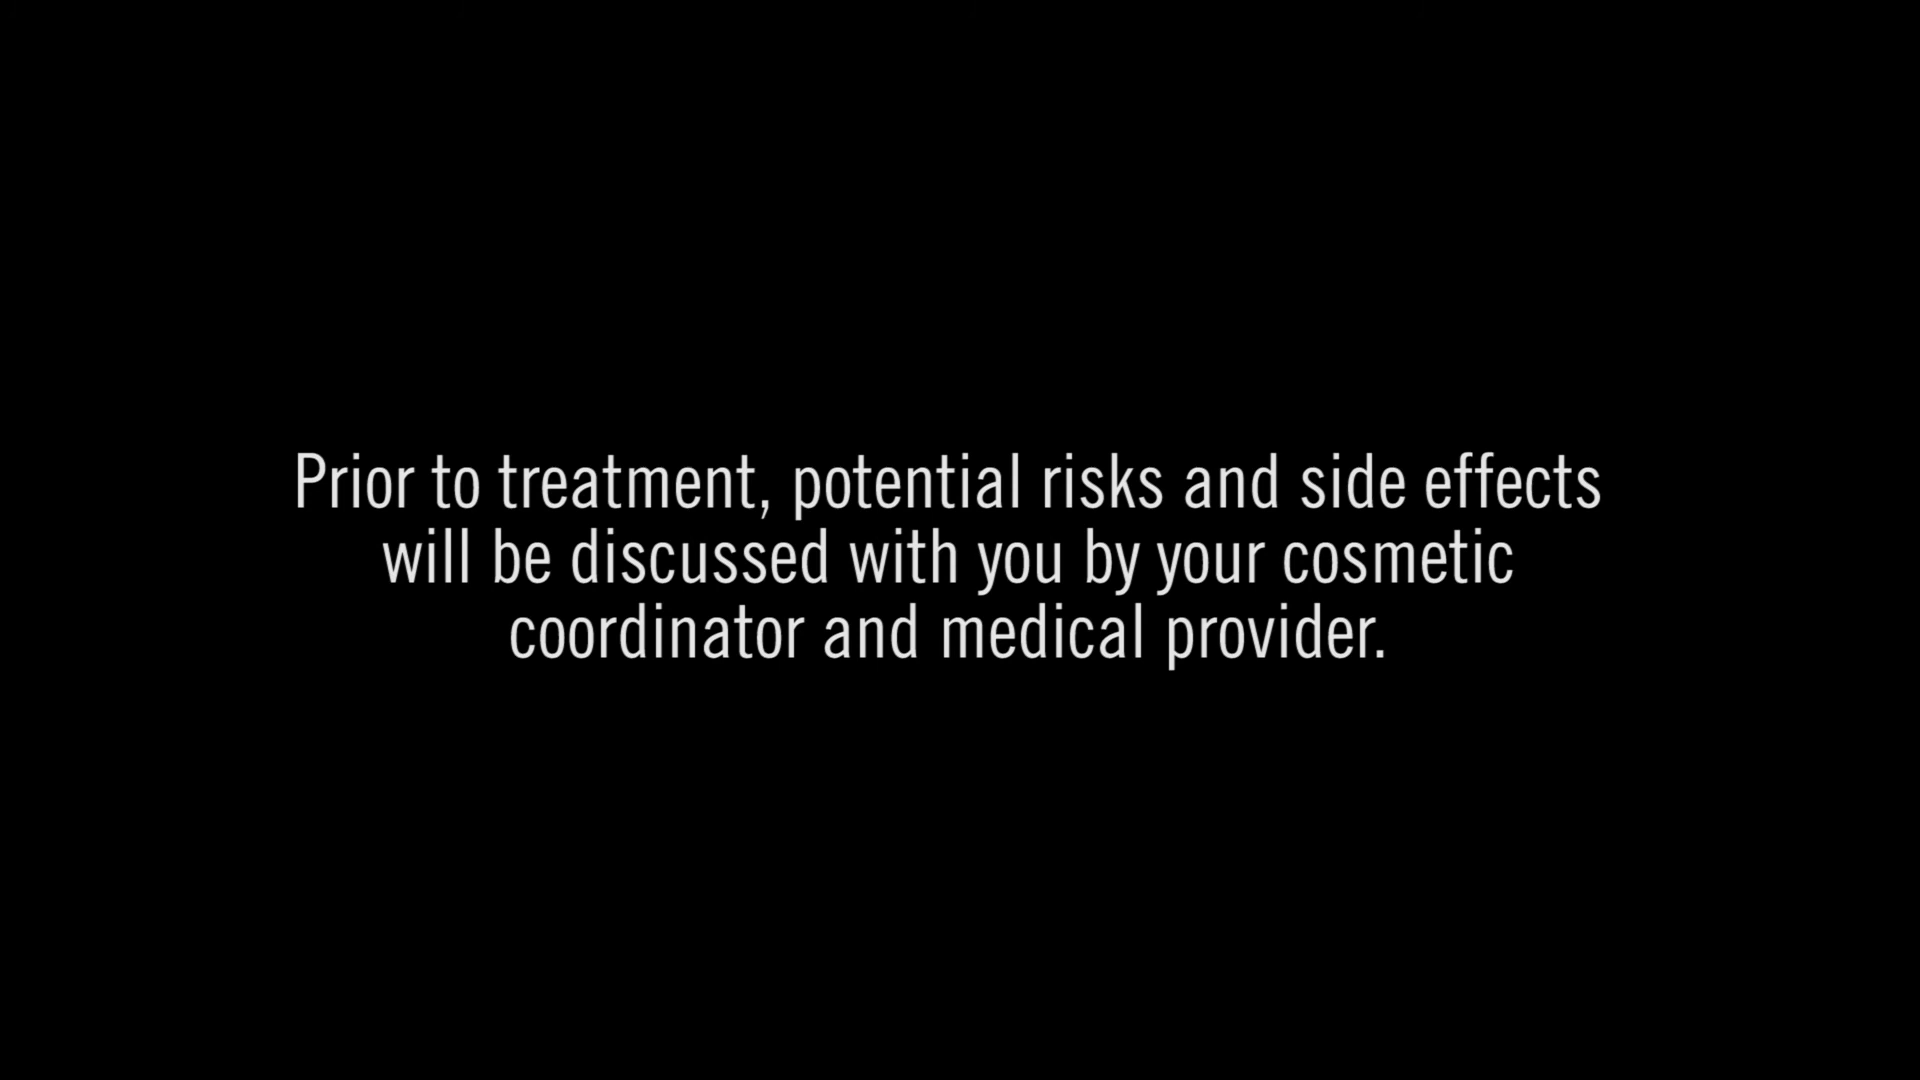 Prior to treatment, potential risks and side effects
will be discussed with you by your cosmetic
coordinator and medical provider.